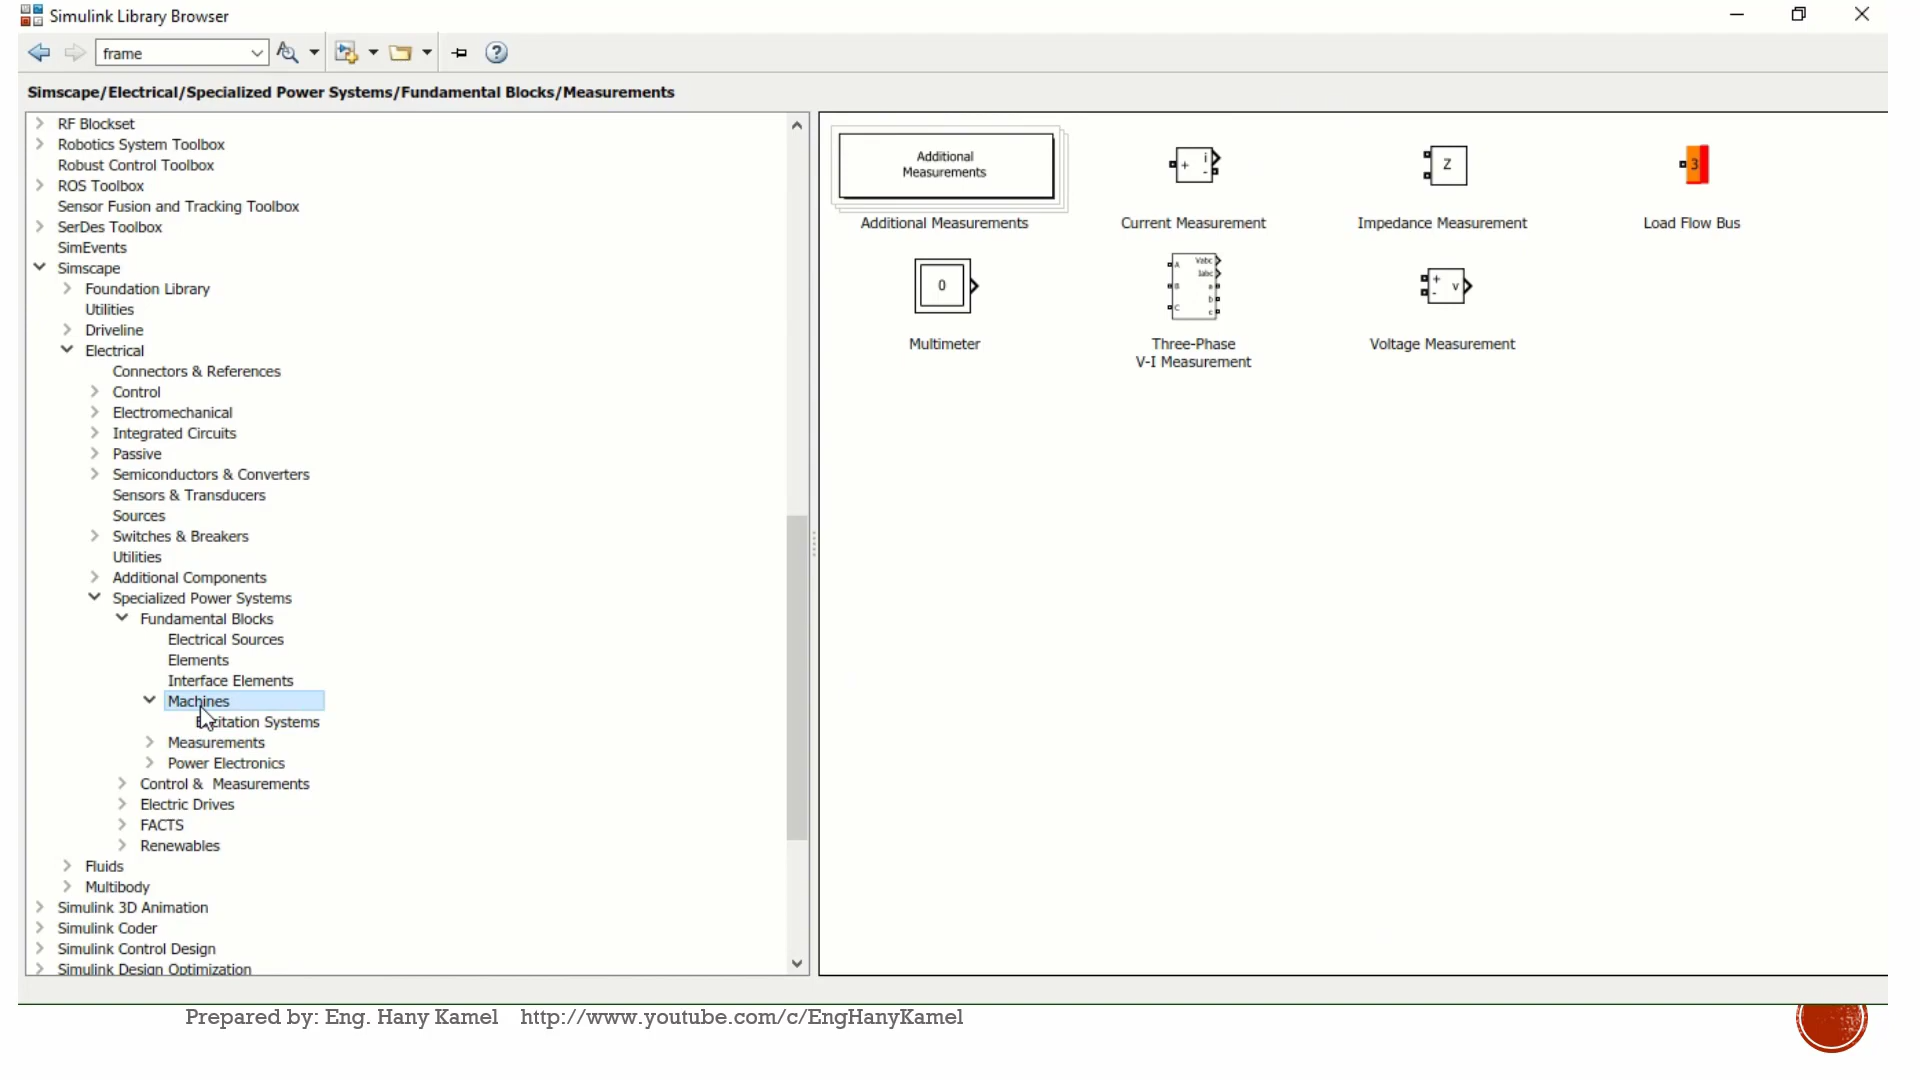 Simulink Library Browser
frame
Simscape/Electrical/Specialized Power Systems/Fundamental Blocks/Measurements
RF Blockset
Robotics System Toolbox
Robust Control Toolbox
ROS Toolbox
Sensor Fusion and Tracking Toolbox
SerDes Toolbox
SimEvents
Simscape
Foundation Library
Utilities
Driveline
Electrical
Connectors & References
Control
Electromechanical
Integrated Circuits
Passive
Semiconductors & Converters
Sensors & Transducers
Sources
Switches & Breakers
Utilities
Additional Components
Specialized Power Systems
Fundamental Blocks
Electrical Sources
Elements
Interface Elements
Machines
Excitation Systems
Measurements
Power Electronics
Control & Measurements
Electric Drives
FACTS
Renewables
Fluids
Multibody
Simulink 3D Animation
Simulink Coder
Simulink Control Design
Simulink Design Optimization
Additional
Measurements
Additional Measurements
+ i -
Current Measurement
Z
Impedance Measurement
3
Load Flow Bus
0
Multimeter
A Vabc
Iabc
B a
b
C c
Three-Phase
V-I Measurement
+ v -
Voltage Measurement
Prepared by: Eng. Hany Kamel http://www.youtube.com/c/EngHanyKamel